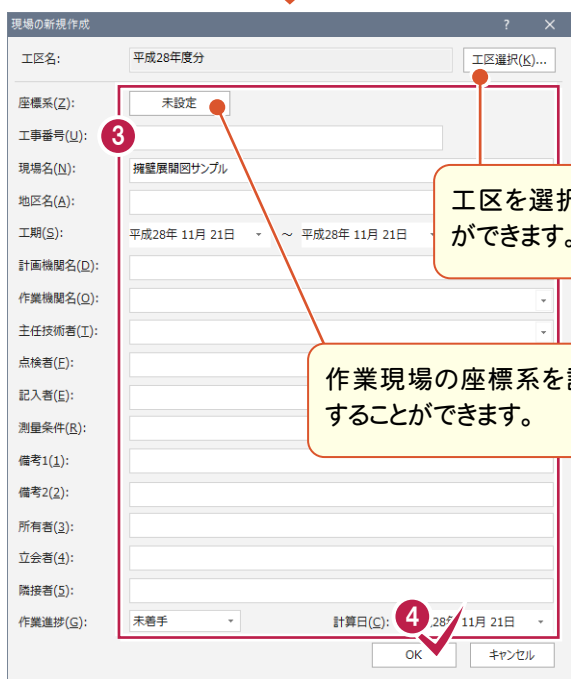 現場の新規作成 ? ×
工区名: 平成28年度分 工区選択(K)...
座標系(Z): 未設定
3
工事番号(U):
現場名(N): 擁壁展開図サンプル
地区名(A):
工区を選択
ができます。
工期(S): 平成28年 11月 21日 ～ 平成28年 11月 21日
計画機関名(D):
作業機関名(O):
主任技術者(T):
点検者(F):
作業現場の座標系を
することができます。
記入者(E):
測量条件(R):
備考1(1):
備考2(2):
所有者(3):
立会者(4):
隣接者(5):
作業進捗(G): 未着手 計算日(C): 4 28年 11月 21日
OK キャンセル